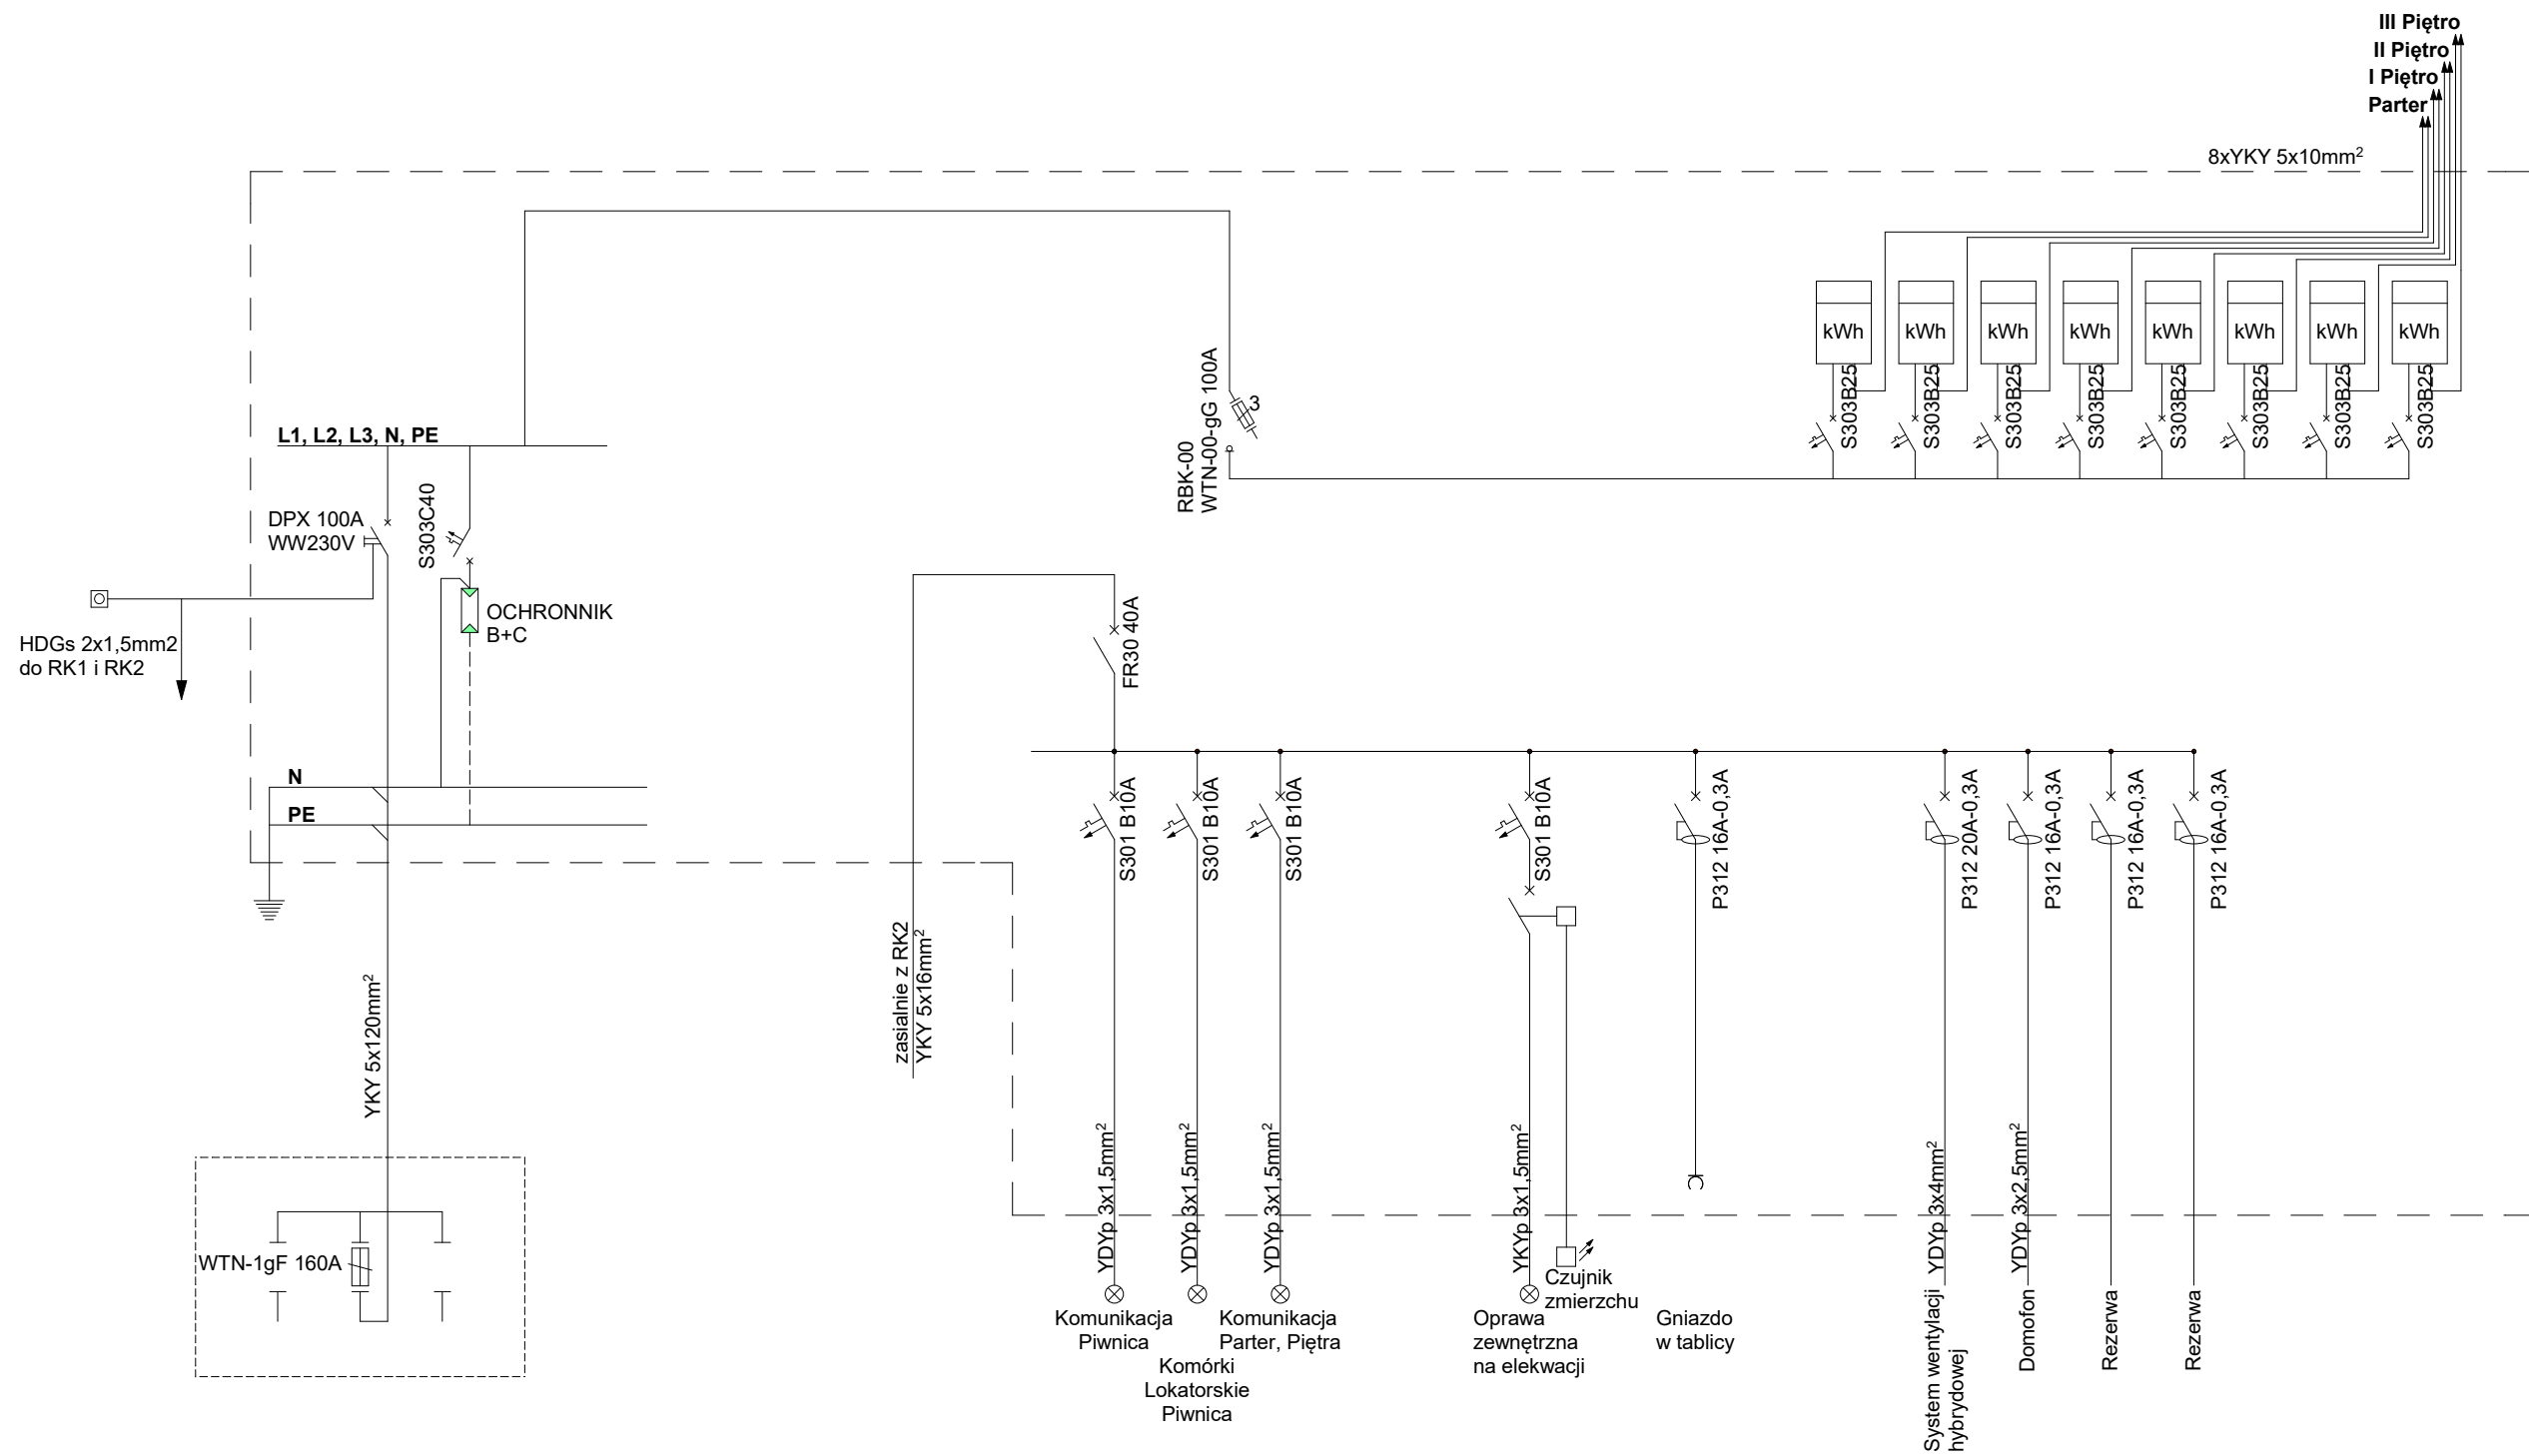 III Piętro
II Piętro
I Piętro
Parter
8xYKY 5x10mm²
kWh
kWh
kWh
kWh
kWh
kWh
kWh
kWh
S303B25
S303B25
S303B25
S303B25
S303B25
S303B25
S303B25
S303B25
RBK-00
WTN-00-gG 100A
3
L1, L2, L3, N, PE
DPX 100A
WW230V
S303C40
OCHRONNIK
B+C
HDGs 2x1,5mm2
do RK1 i RK2
FR30 40A
N
PE
S301 B10A
S301 B10A
S301 B10A
S301 B10A
P312 16A-0,3A
P312 20A-0,3A
P312 16A-0,3A
P312 16A-0,3A
P312 16A-0,3A
zasialnie z RK2
YKY 5x16mm²
YKY 5x120mm²
WTN-1gF 160A
YDYp 3x1,5mm²
YDYp 3x1,5mm²
YDYp 3x1,5mm²
YKYp 3x1,5mm²
YDYp 3x4mm²
YDYp 3x2,5mm²
Komunikacja
Piwnica
Komórki
Lokatorskie
Piwnica
Komunikacja
Parter, Piętra
Czujnik
zmierzchu
Oprawa
zewnętrzna
na elekwacji
Gniazdo
w tablicy
System wentylacji
hybrydowej
Domofon
Rezerwa
Rezerwa